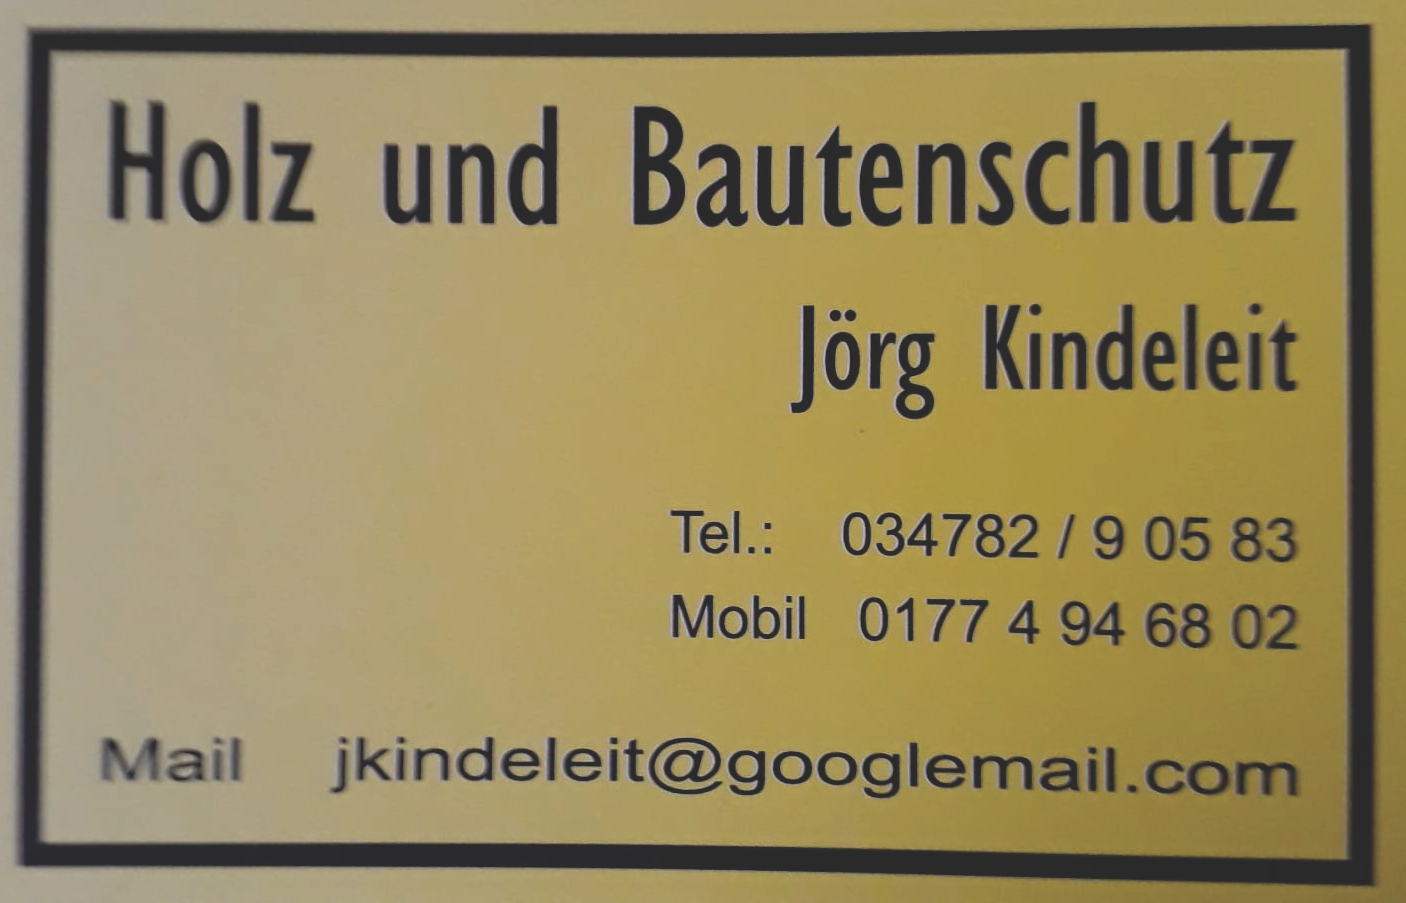 Holz und Bautenschutz
Jörg Kindeleit
Tel.: 034782 / 9 05 83
Mobil 0177 4 94 68 02
Mail jkindeleit@googlemail.com